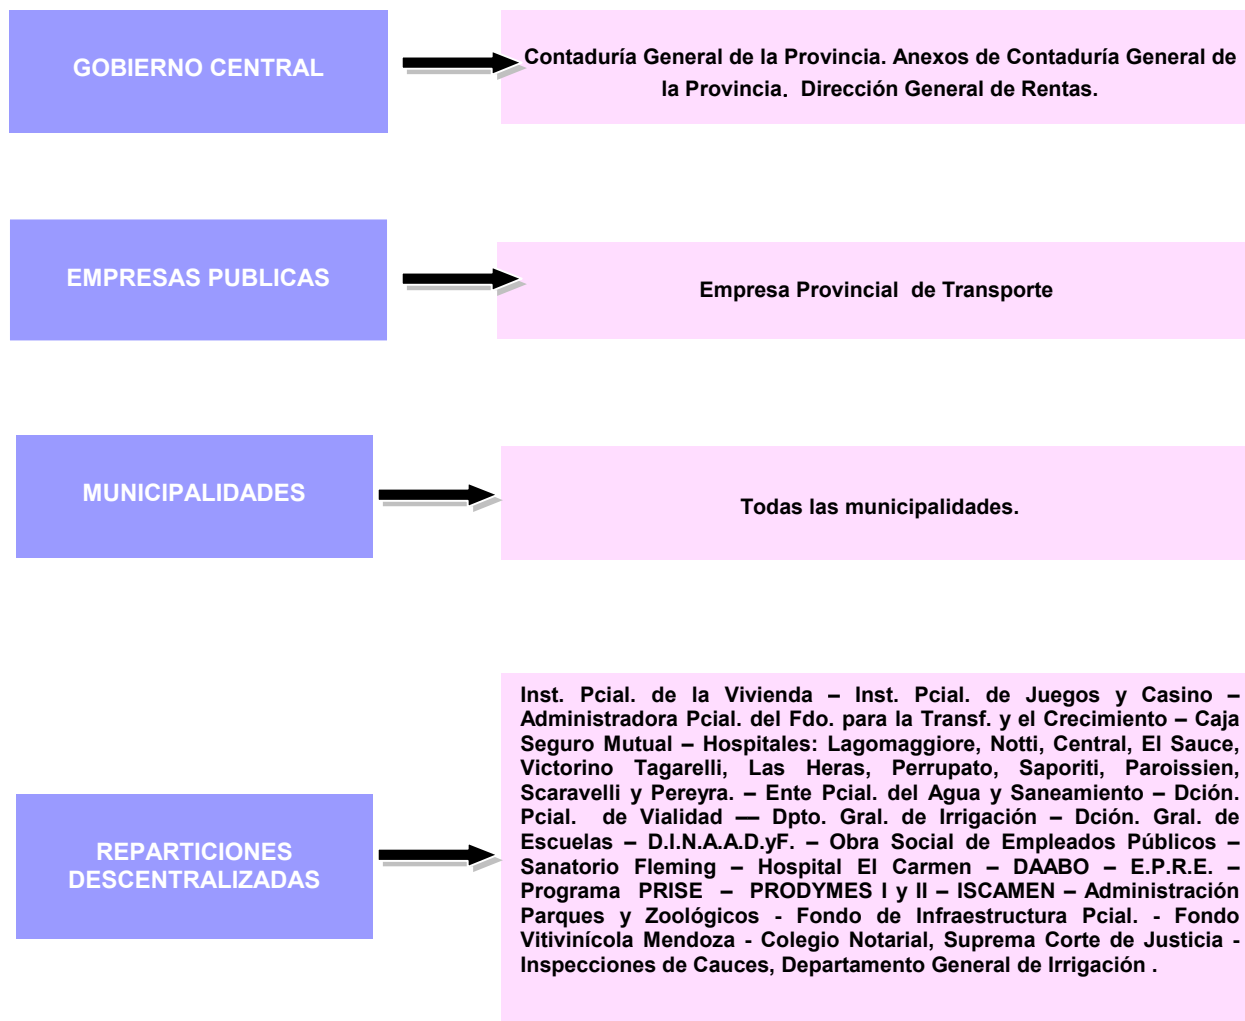 GOBIERNO CENTRAL
Contaduría General de la Provincia. Anexos de Contaduría General de
la Provincia. Dirección General de Rentas.
EMPRESAS PUBLICAS
Empresa Provincial de Transporte
MUNICIPALIDADES
Todas las municipalidades.
REPARTICIONES
DESCENTRALIZADAS
Inst. Pcial. de la Vivienda – Inst. Pcial. de Juegos y Casino –
Administradora Pcial. del Fdo. para la Transf. y el Crecimiento – Caja
Seguro Mutual – Hospitales: Lagomaggiore, Notti, Central, El Sauce,
Victorino Tagarelli, Las Heras, Perrupato, Saporiti, Paroissien,
Scaravelli y Pereyra. – Ente Pcial. del Agua y Saneamiento – Dción.
Pcial. de Vialidad –– Dpto. Gral. de Irrigación – Dción. Gral. de
Escuelas – D.I.N.A.A.D.yF. – Obra Social de Empleados Públicos –
Sanatorio Fleming – Hospital El Carmen – DAABO – E.P.R.E. –
Programa PRISE – PRODYMES I y II – ISCAMEN – Administración
Parques y Zoológicos - Fondo de Infraestructura Pcial. - Fondo
Vitivinícola Mendoza - Colegio Notarial, Suprema Corte de Justicia -
Inspecciones de Cauces, Departamento General de Irrigación .